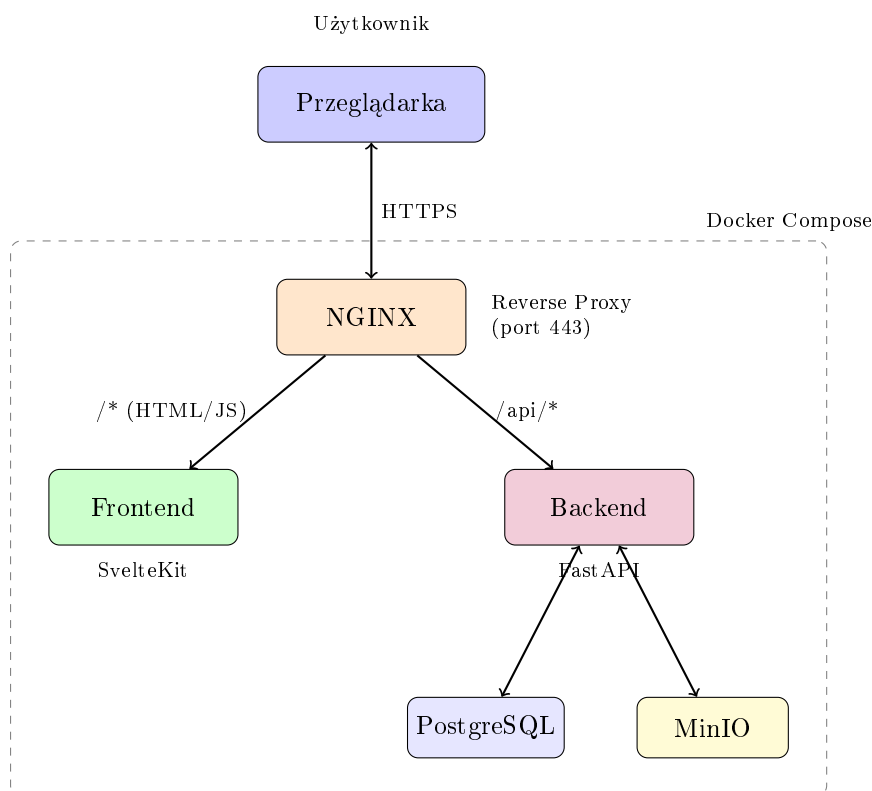 Użytkownik
Przeglądarka
HTTPS
Docker Compose
NGINX
Reverse Proxy
(port 443)
/* (HTML/JS)
/api/*
Frontend
Backend
SvelteKit
FastAPI
PostgreSQL
MinIO